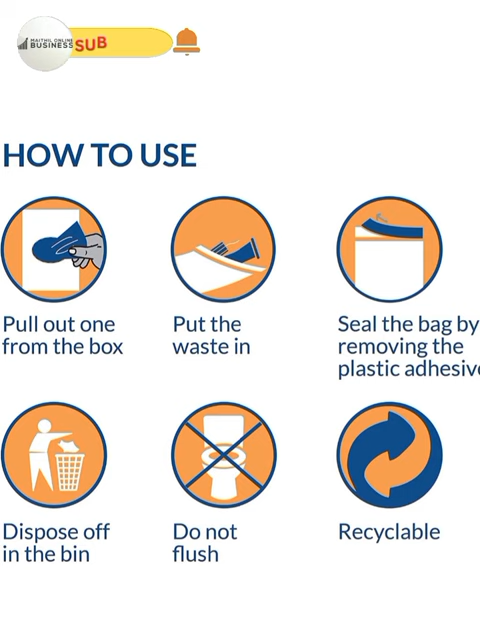 MAITHIL ONLINE
BUSINESS
SUB
HOW TO USE
Pull out one
from the box
Put the
waste in
Seal the bag by
removing the
plastic adhesive
Dispose off
in the bin
Do not
flush
Recyclable